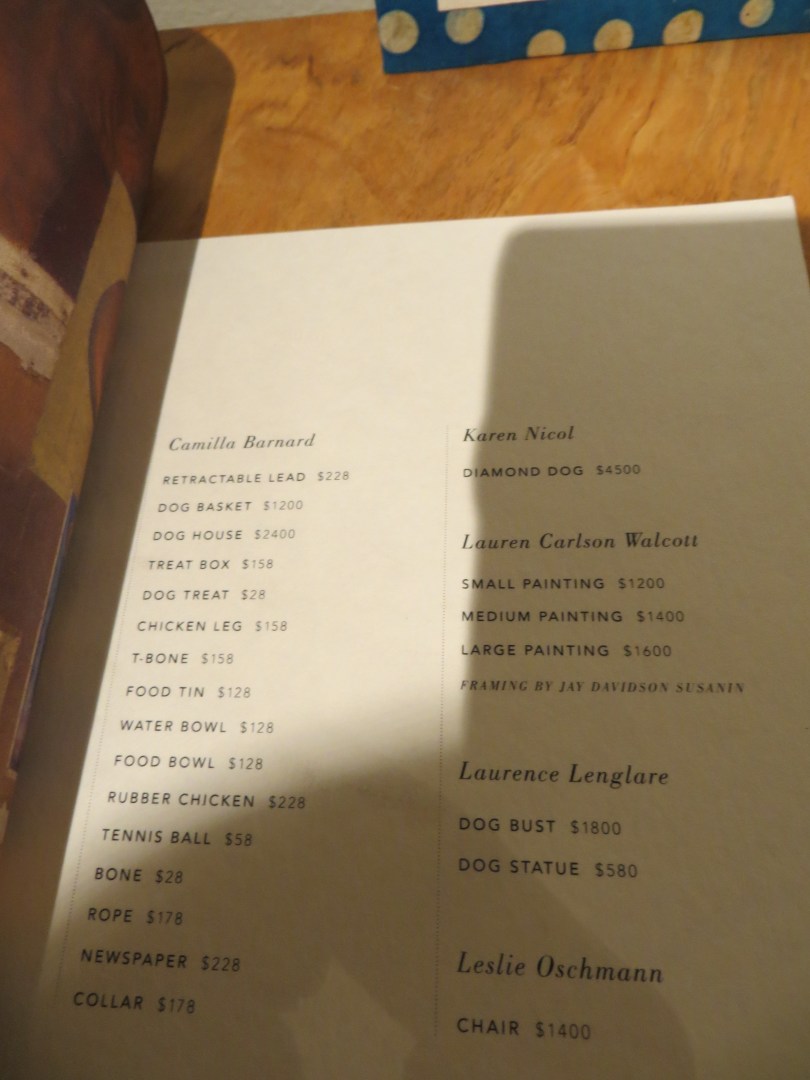 Camilla Barnard
RETRACTABLE LEAD $228
DOG BASKET $1200
DOG HOUSE $2400
TREAT BOX $158
DOG TREAT $28
CHICKEN LEG $158
T-BONE $158
FOOD TIN $128
WATER BOWL $128
FOOD BOWL $128
RUBBER CHICKEN $228
TENNIS BALL $58
BONE $28
ROPE $178
NEWSPAPER $228
COLLAR $178
Karen Nicol
DIAMOND DOG $4500
Lauren Carlson Walcott
SMALL PAINTING $1200
MEDIUM PAINTING $1400
LARGE PAINTING $1600
FRAMING BY JAY DAVIDSON SUSANIN
Laurence Lenglare
DOG BUST $1800
DOG STATUE $580
Leslie Oschmann
CHAIR $1400